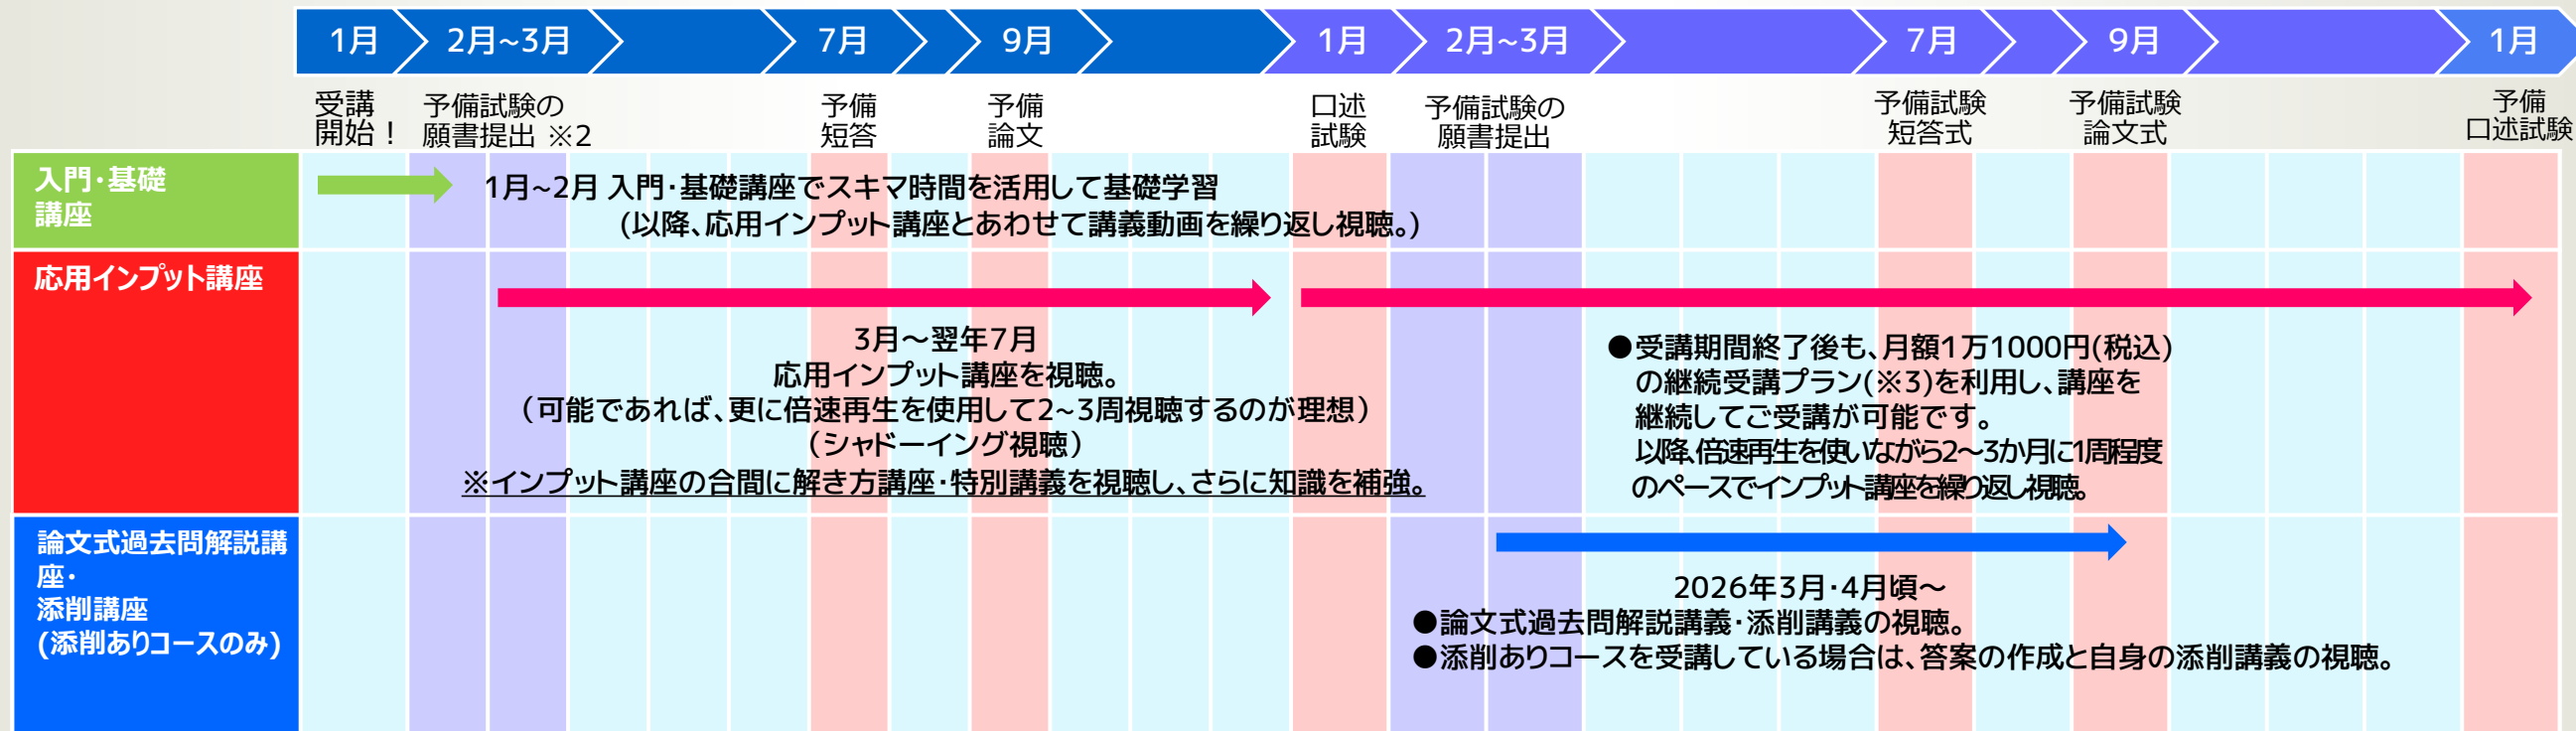 1月 2月~3月 7月 9月 1月 2月~3月 7月 9月 1月
受講
開始！
予備試験の
願書提出 ※2
予備
短答
予備
論文
口述
試験
予備試験の
願書提出
予備試験
短答式
予備試験
論文式
予備
口述試験
入門・基礎
講座
1月~2月 入門・基礎講座でスキマ時間を活用して基礎学習
(以降、応用インプット講座とあわせて講義動画を繰り返し視聴。)
応用インプット講座
3月～翌年7月
応用インプット講座を視聴。
（可能であれば、更に倍速再生を使用して2~3周視聴するのが理想）
（シャドーイング視聴）
※インプット講座の合間に解き方講座・特別講義を視聴し、さらに知識を補強。
●受講期間終了後も、月額1万1000円(税込)
の継続受講プラン(※3)を利用し、講座を
継続してご受講が可能です。
以降、倍速再生を使いながら2～3か月に1周程度
のペースでインプット講座を繰り返し視聴。
論文式過去問解説講
座・
添削講座
(添削ありコースのみ)
2026年3月・4月頃～
●論文式過去問解説講義・添削講義の視聴。
●添削ありコースを受講している場合は、答案の作成と自身の添削講義の視聴。